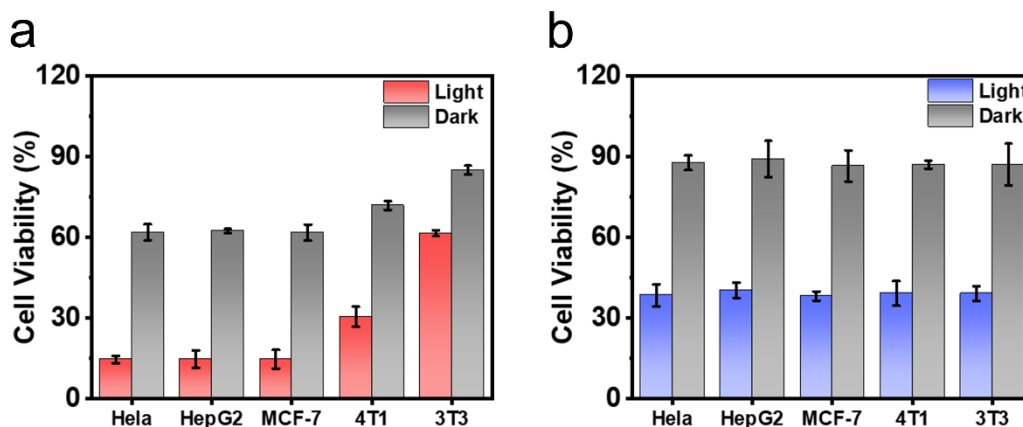 a
120
90
60
30
0
Cell Viability (%)
Light
Dark
Hela HepG2 MCF-7 4T1 3T3
b
120
90
60
30
0
Cell Viability (%)
Light
Dark
Hela HepG2 MCF-7 4T1 3T3